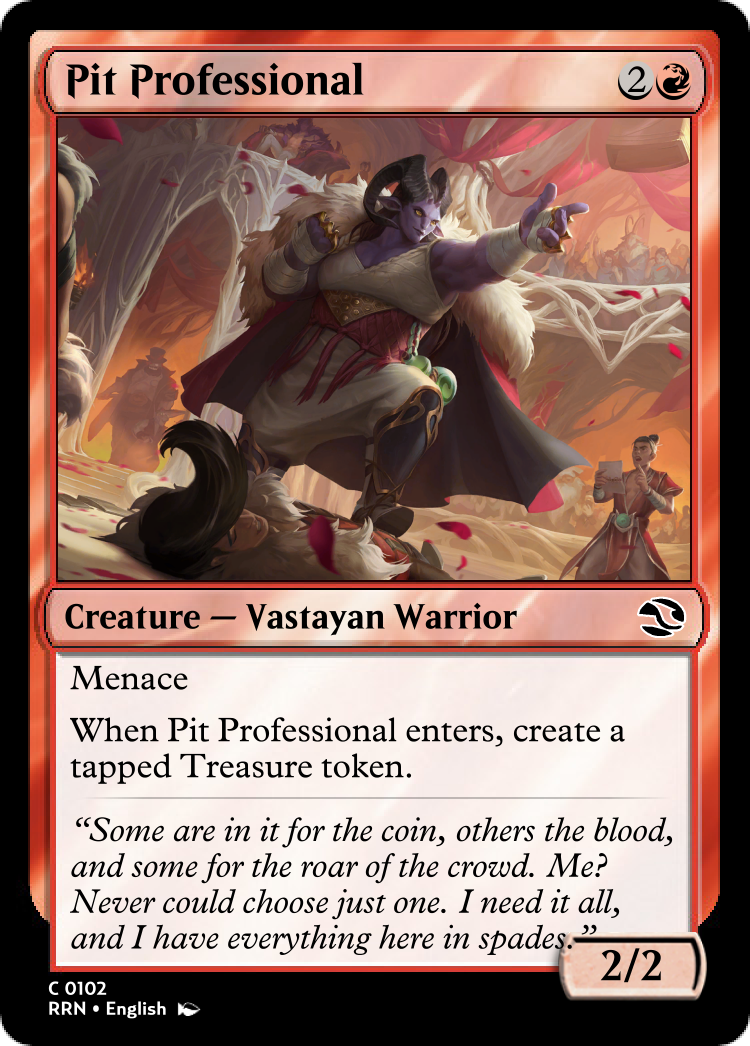 Pit Professional
2
Creature — Vastayan Warrior
Menace
When Pit Professional enters, create a
tapped Treasure token.
“Some are in it for the coin, others the blood,
and some for the roar of the crowd. Me?
Never could choose just one. I need it all,
and I have everything here in spades.”
2/2
C 0102
RRN • English